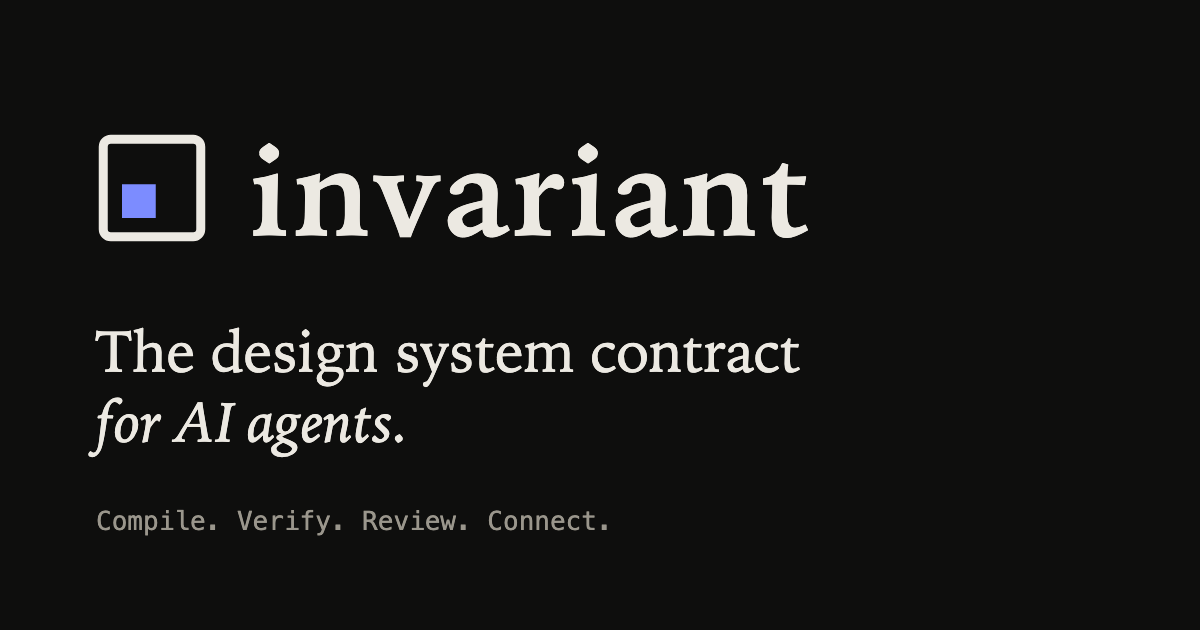 invariant
The design system contract
for AI agents.
Compile. Verify. Review. Connect.